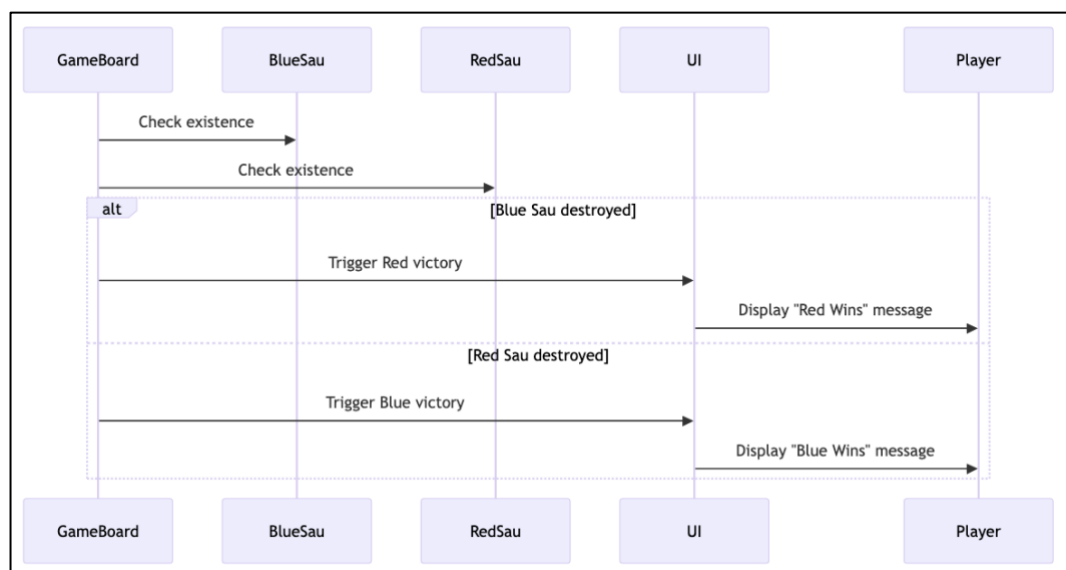 GameBoard
BlueSau
RedSau
UI
Player
Check existence
Check existence
alt
[Blue Sau destroyed]
Trigger Red victory
Display "Red Wins" message
[Red Sau destroyed]
Trigger Blue victory
Display "Blue Wins" message
GameBoard
BlueSau
RedSau
UI
Player